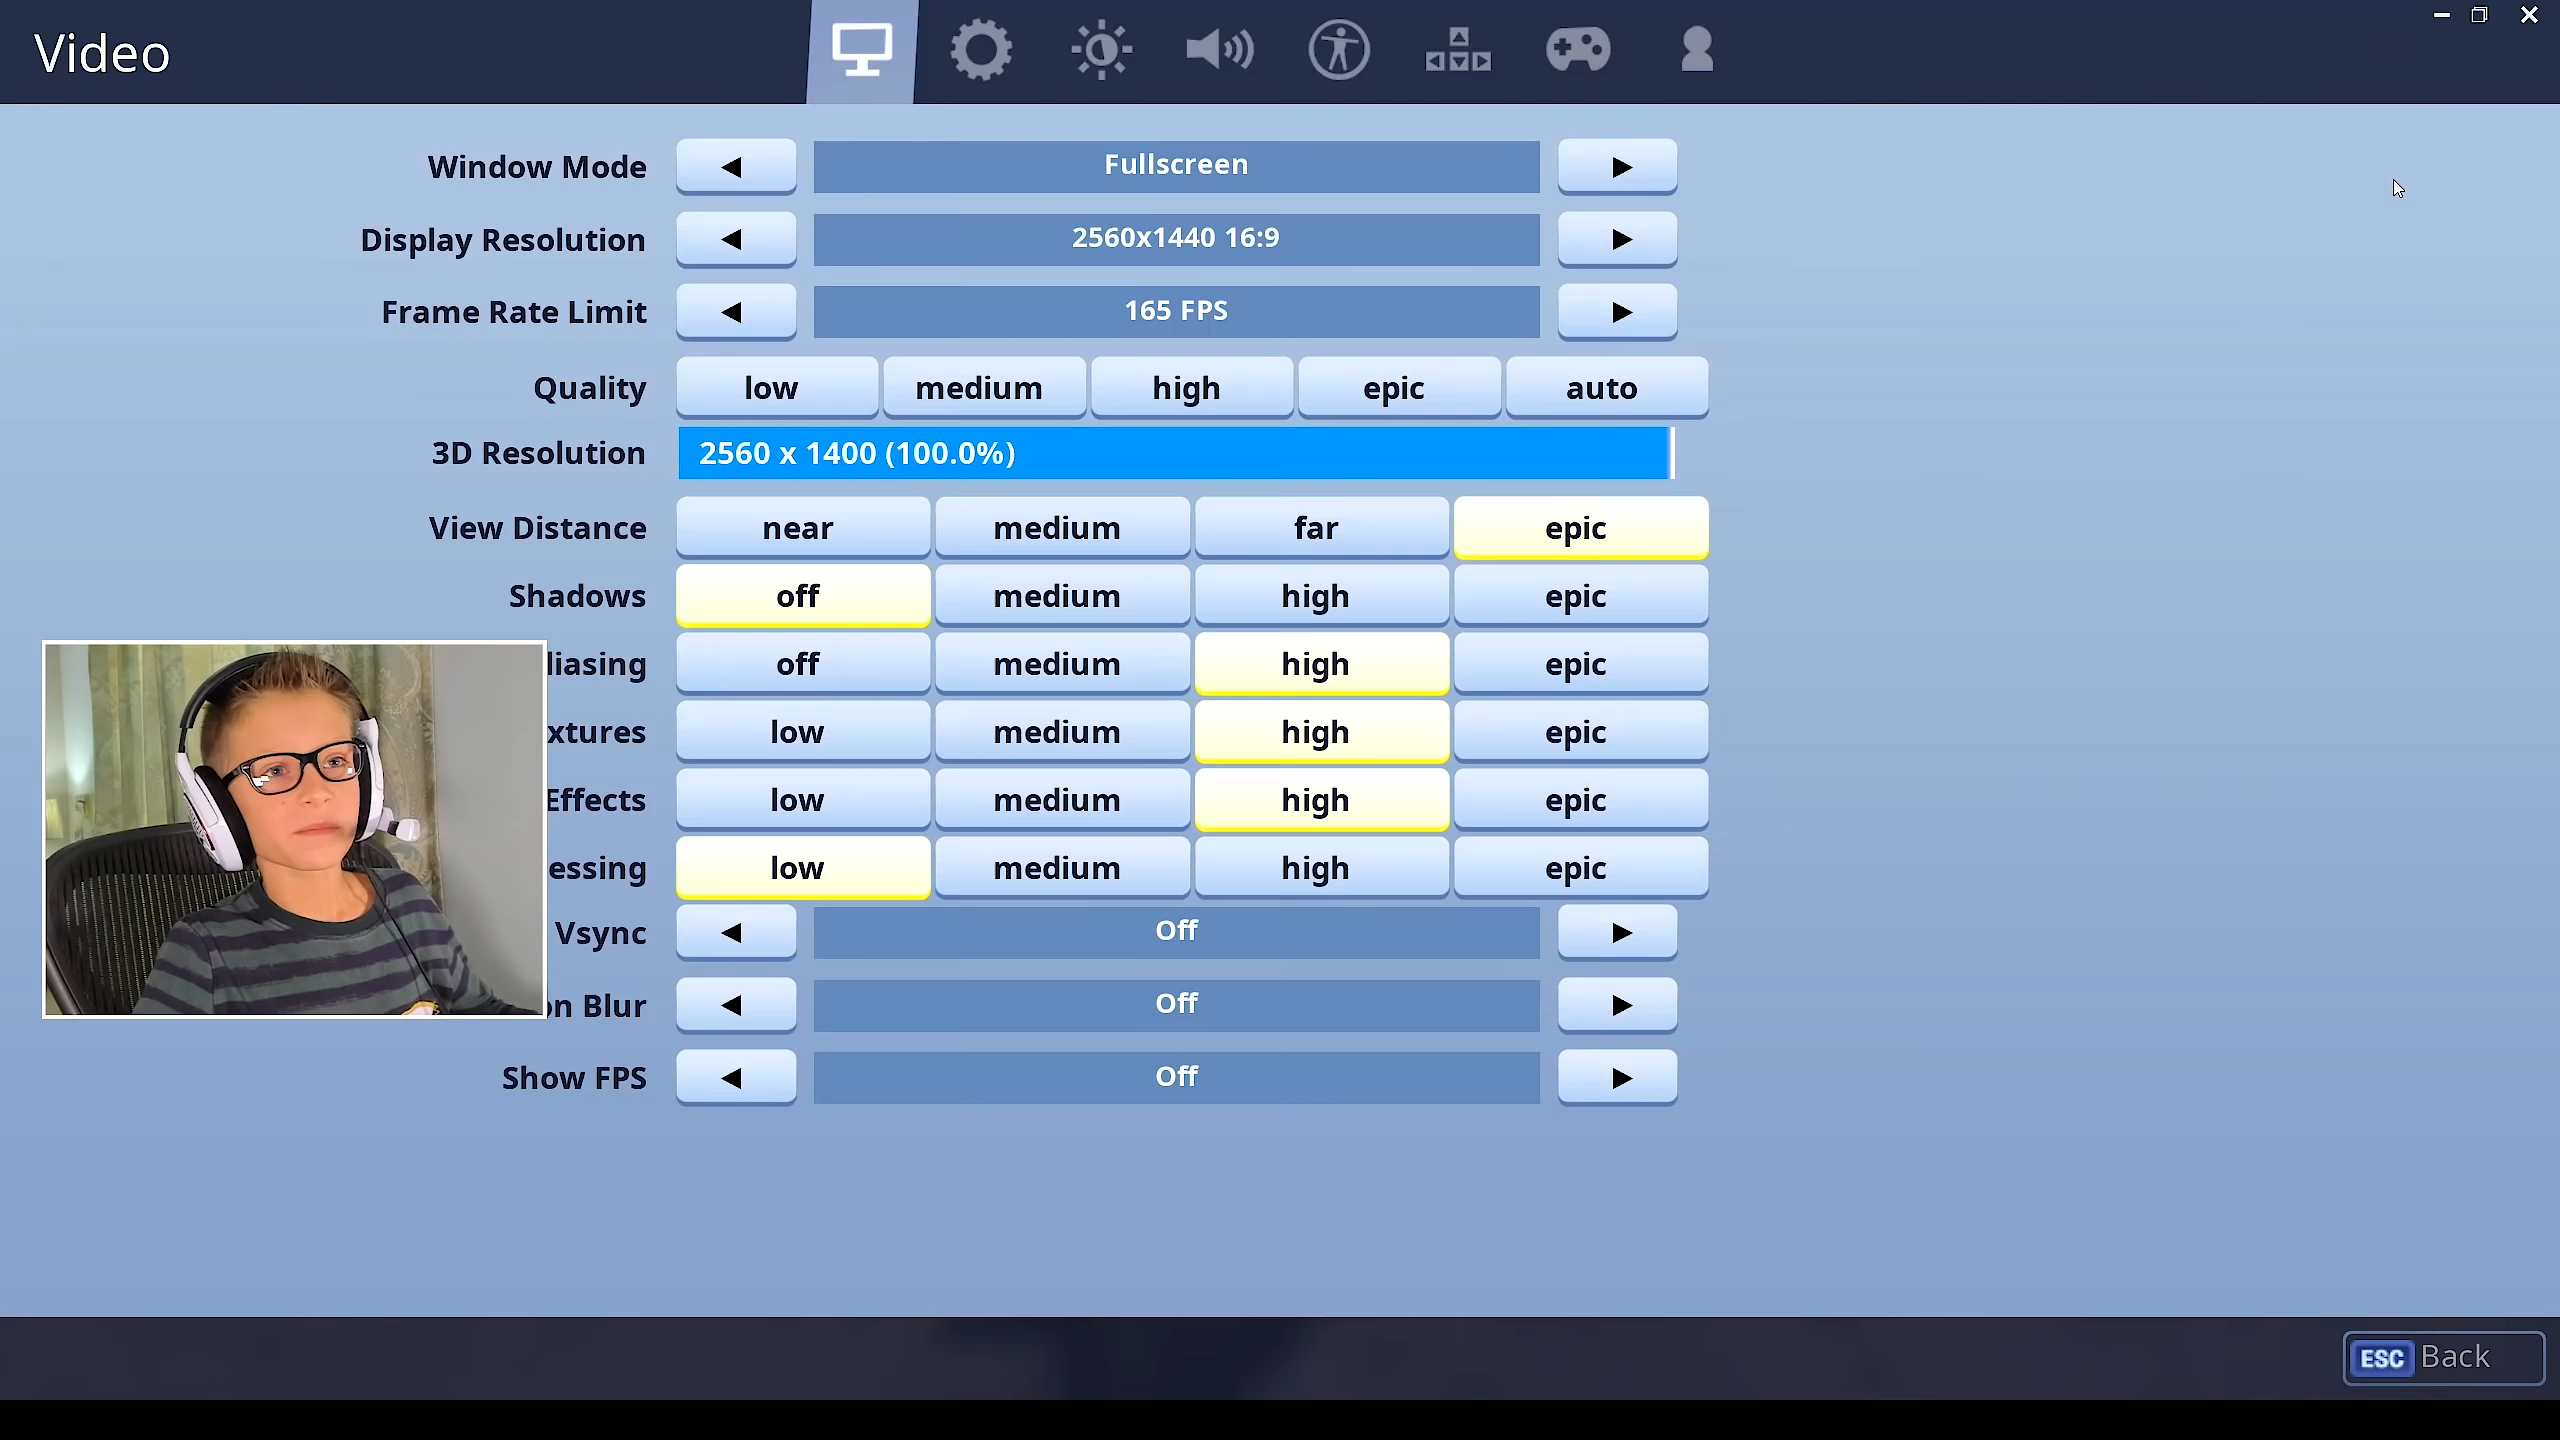 Video
Window Mode Fullscreen
Display Resolution 2560x1440 16:9
Frame Rate Limit 165 FPS
Quality low medium high epic auto
3D Resolution 2560 x 1400 (100.0%)
View Distance near medium far epic
Shadows off medium high epic
liasing off medium high epic
xtures low medium high epic
Effects low medium high epic
essing low medium high epic
Vsync Off
on Blur Off
Show FPS Off
ESC Back